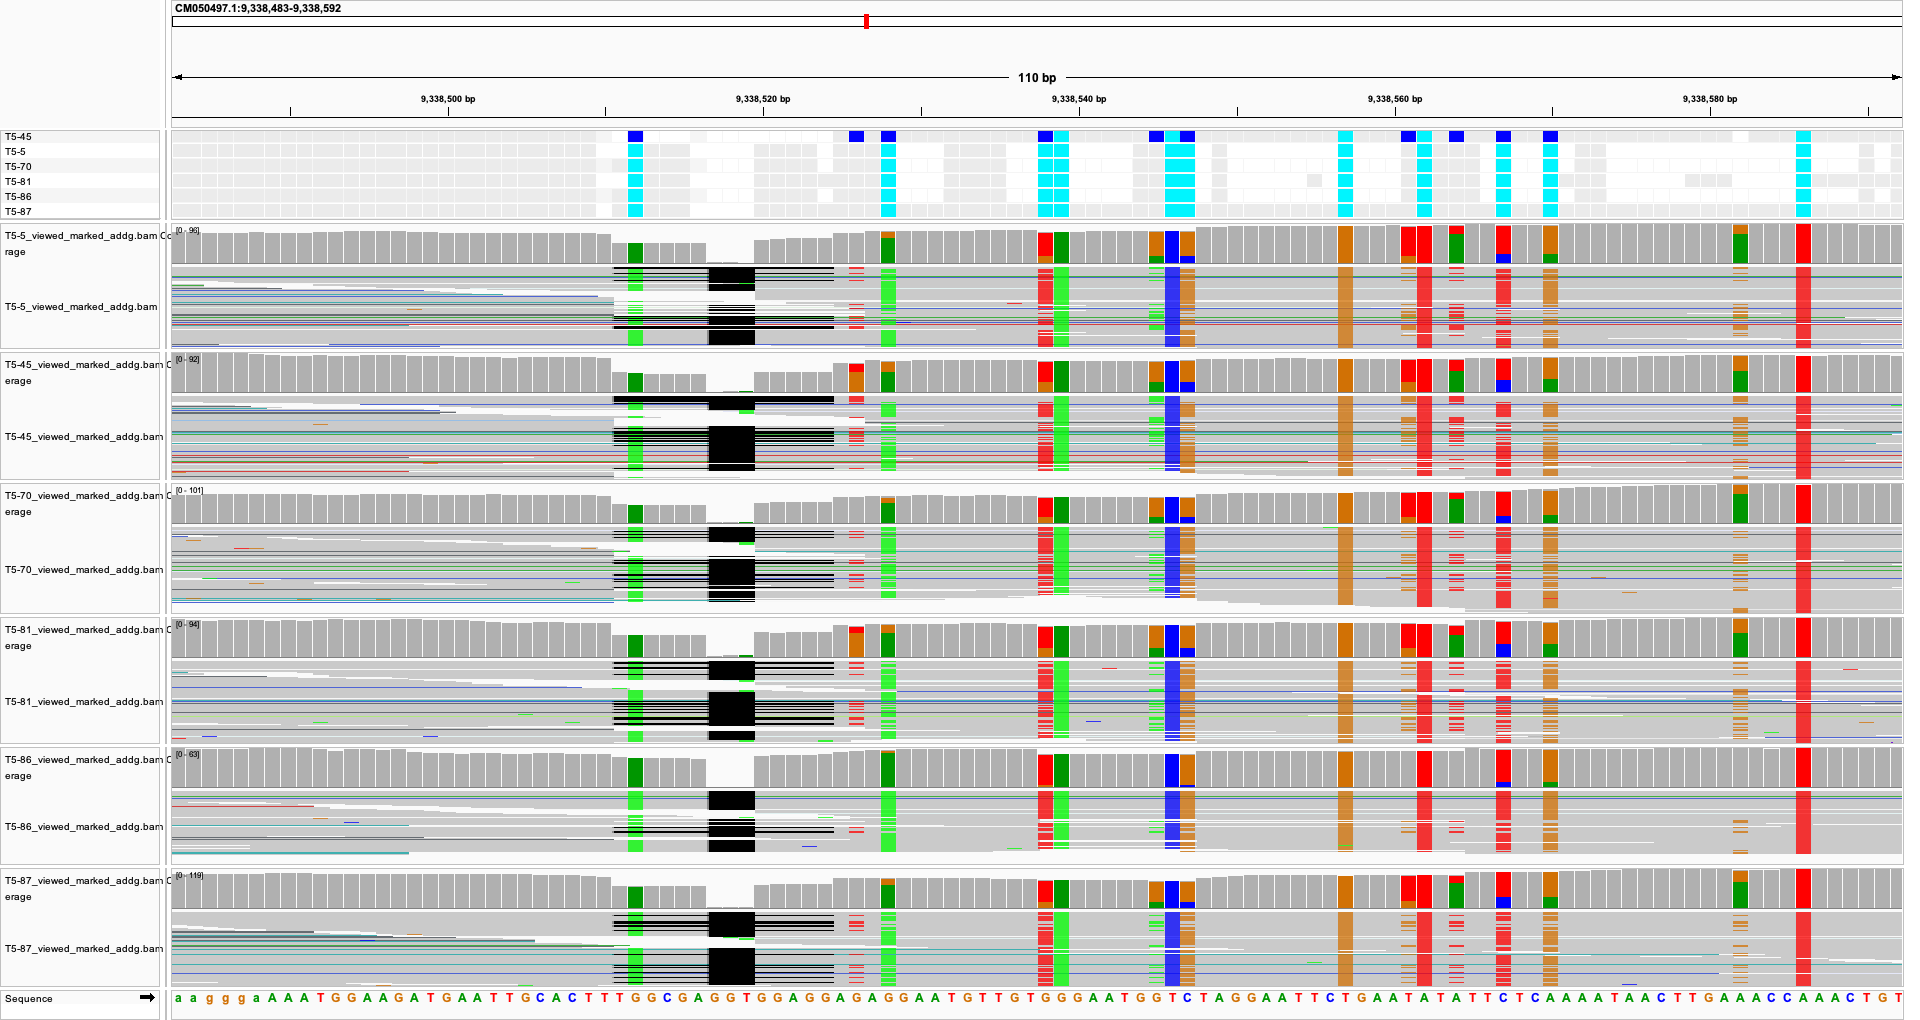 CM050497.1:9,338,483-9,338,592
110 bp
9,338,500 bp 9,338,520 bp 9,338,540 bp 9,338,560 bp 9,338,580 bp
T5-45
T5-5
T5-70
T5-81
T5-86
T5-87
T5-5_viewed_marked_addg.bam Co [0 - 96]
rage
T5-5_viewed_marked_addg.bam
T5-45_viewed_marked_addg.bam C [0 - 92]
erage
T5-45_viewed_marked_addg.bam
T5-70_viewed_marked_addg.bam C [0 - 101]
erage
T5-70_viewed_marked_addg.bam
T5-81_viewed_marked_addg.bam C [0 - 94]
erage
T5-81_viewed_marked_addg.bam
T5-86_viewed_marked_addg.bam C [0 - 63]
erage
T5-86_viewed_marked_addg.bam
T5-87_viewed_marked_addg.bam C [0 - 119]
erage
T5-87_viewed_marked_addg.bam
Sequence a a g g g a A A A T G G A A G A T G A A T T G C A C T T T G G C G A G G T G G A G G A G A G G A A T G T T G T G G G A A T G G T C T A G G A A T T C T G A A T A T A T T C T C A A A A T A A C T T G A A A C C A A A C T G T